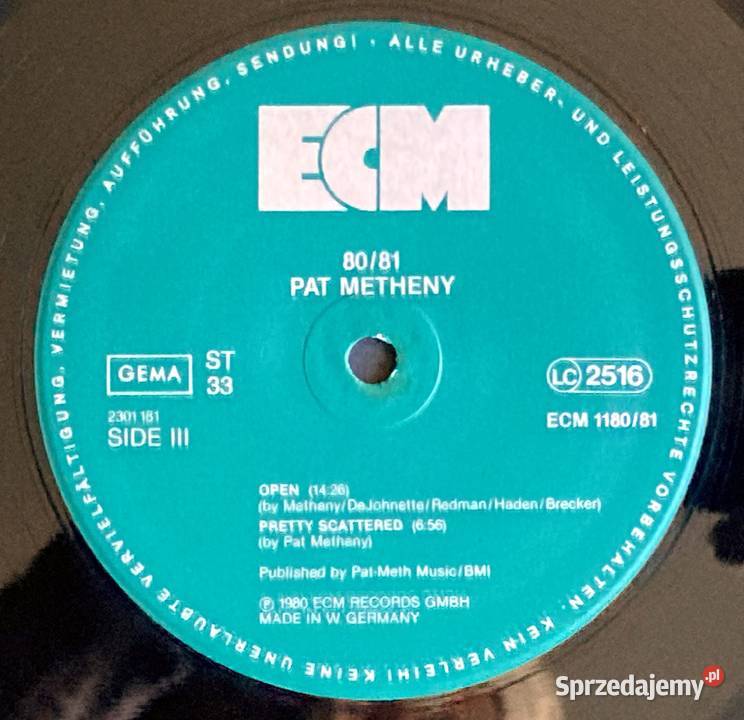 KEINE UNERLAUBTE VERVIELFÄLTIGUNG, VERMIETUNG, AUFFÜHRUNG, SENDUNG! · ALLE URHEBER- UND LEISTUNGSSCHUTZRECHTE VORBEHALTEN. KEIN VERLEIH!
ECM
80/81
PAT METHENY
GEMA
ST
33
2301 181
SIDE III
LC 2516
ECM 1180/81
OPEN (14:26)
(by Metheny/DeJohnette/Redman/Haden/Brecker)
PRETTY SCATTERED (6:56)
(by Pat Metheny)
Published by Pat-Meth Music/BMI
Ⓟ 1980 ECM RECORDS GMBH
MADE IN W. GERMANY
Sprzedajemy.pl